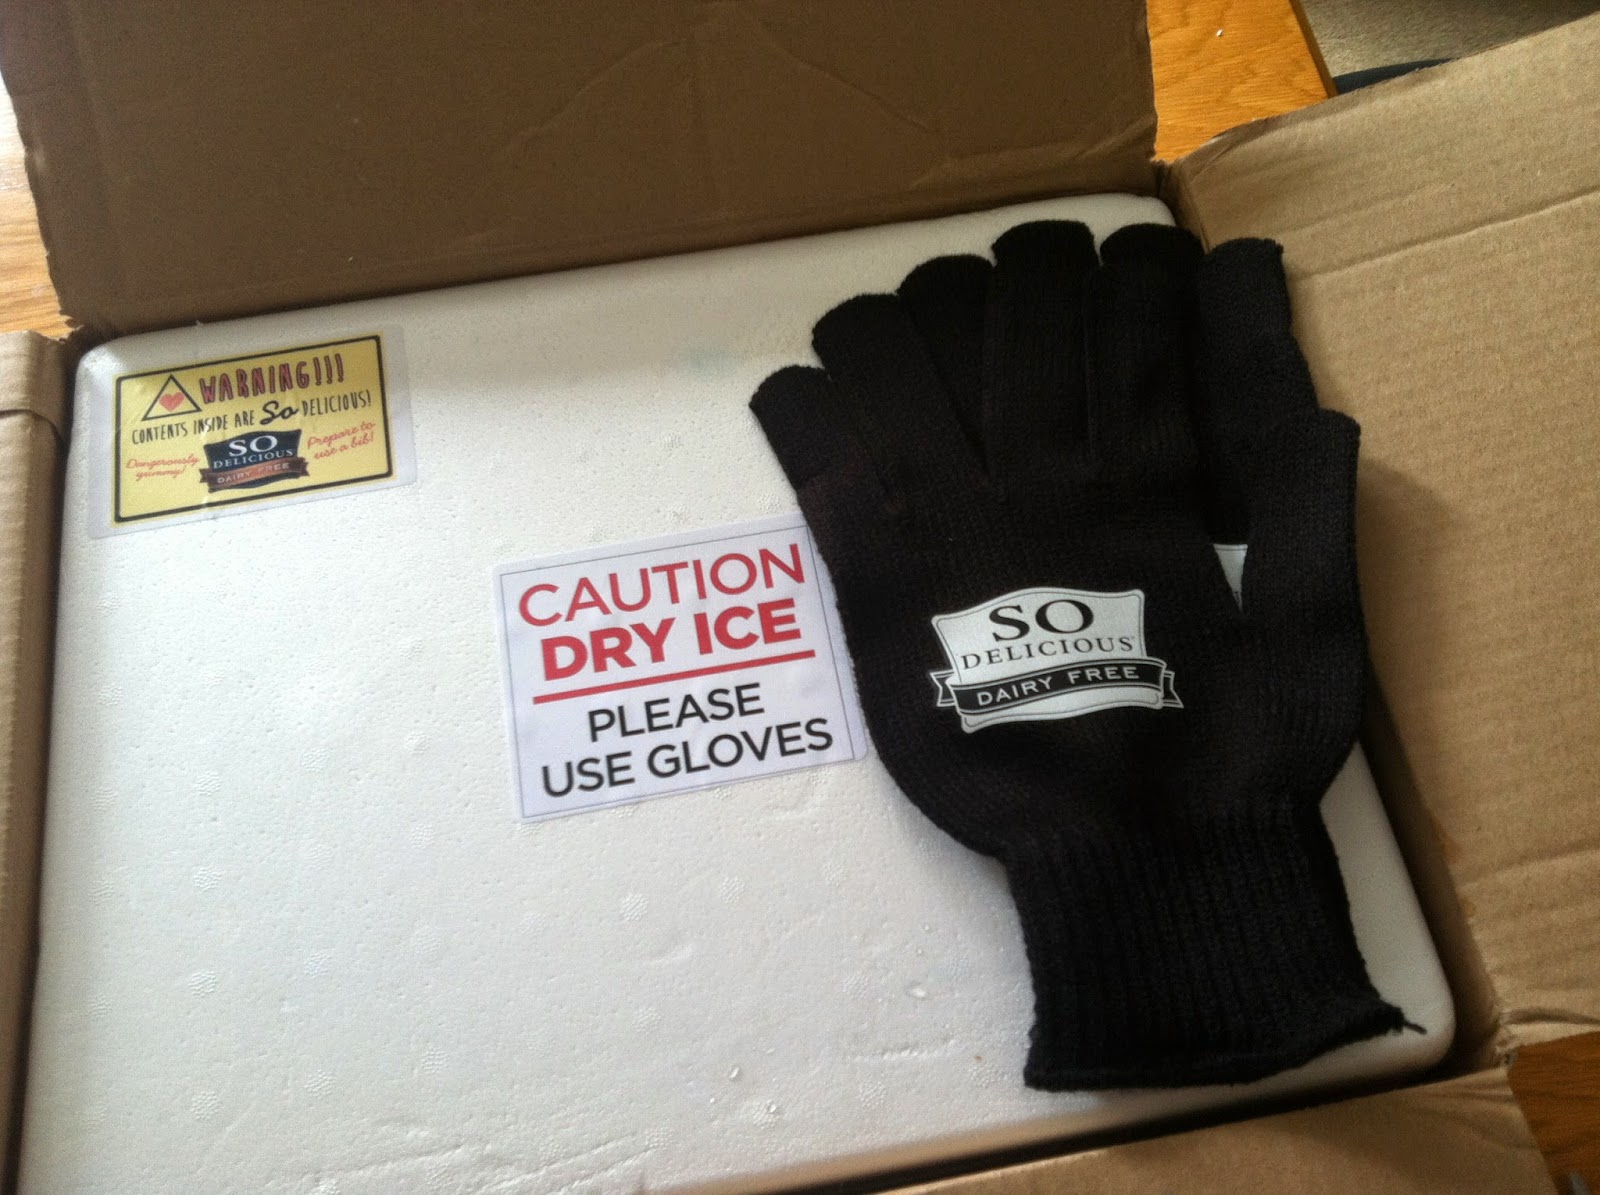 WARNING!!!
CONTENTS INSIDE ARE So DELICIOUS!
Dangerously
yummy!
SO
DELICIOUS
DAIRY FREE
Prepare to
use a bib!
CAUTION
DRY ICE
PLEASE
USE GLOVES
SO
DELICIOUS
DAIRY FREE